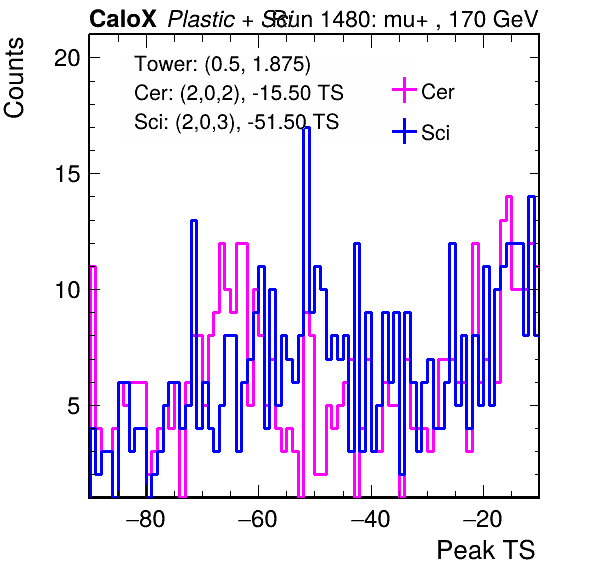 CaloX Plastic + Sci Run 1480: mu+ , 170 GeV
Counts
20
15
10
5
Tower: (0.5, 1.875)
Cer: (2,0,2), -15.50 TS
Sci: (2,0,3), -51.50 TS
Cer
Sci
−80 −60 −40 −20
Peak TS